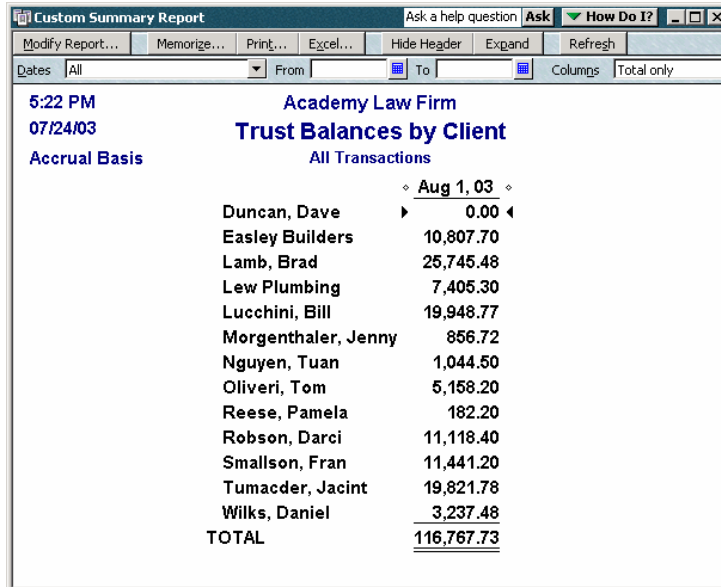 Custom Summary Report Ask a help question Ask How Do I?
Modify Report... Memorize... Print... Excel... Hide Header Expand Refresh
Dates All From To Columns Total only
5:22 PM Academy Law Firm
07/24/03 Trust Balances by Client
Accrual Basis All Transactions
Aug 1, 03
Duncan, Dave 0.00
Easley Builders 10,807.70
Lamb, Brad 25,745.48
Lew Plumbing 7,405.30
Lucchini, Bill 19,948.77
Morgenthaler, Jenny 856.72
Nguyen, Tuan 1,044.50
Oliveri, Tom 5,158.20
Reese, Pamela 182.20
Robson, Darci 11,118.40
Smallson, Fran 11,441.20
Tumacder, Jacint 19,821.78
Wilks, Daniel 3,237.48
TOTAL 116,767.73